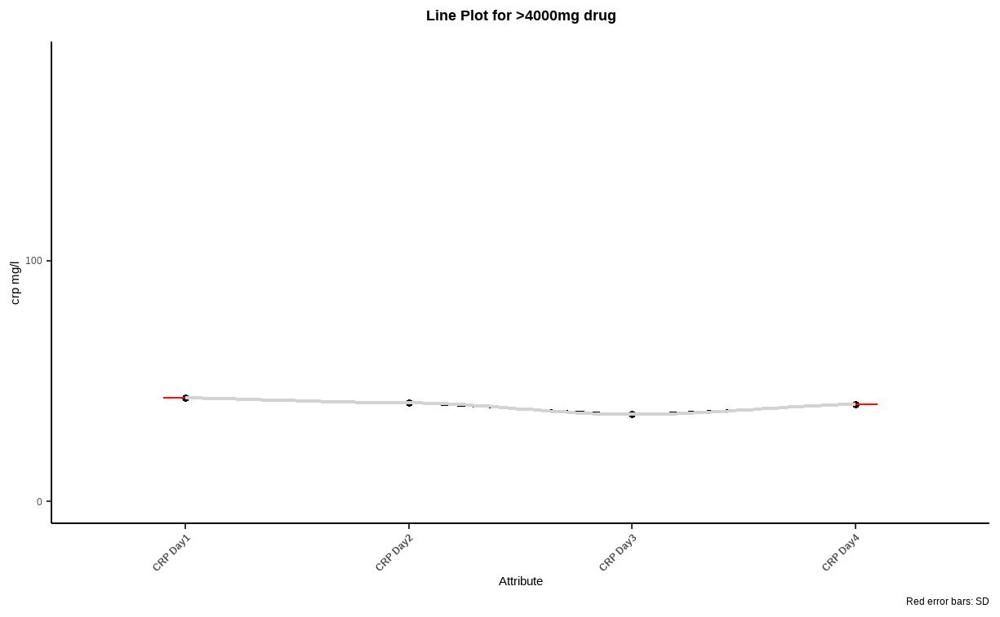 Line Plot for >4000mg drug
crp mg/l
100
0
CRP Day1
CRP Day2
CRP Day3
CRP Day4
Attribute
Red error bars: SD